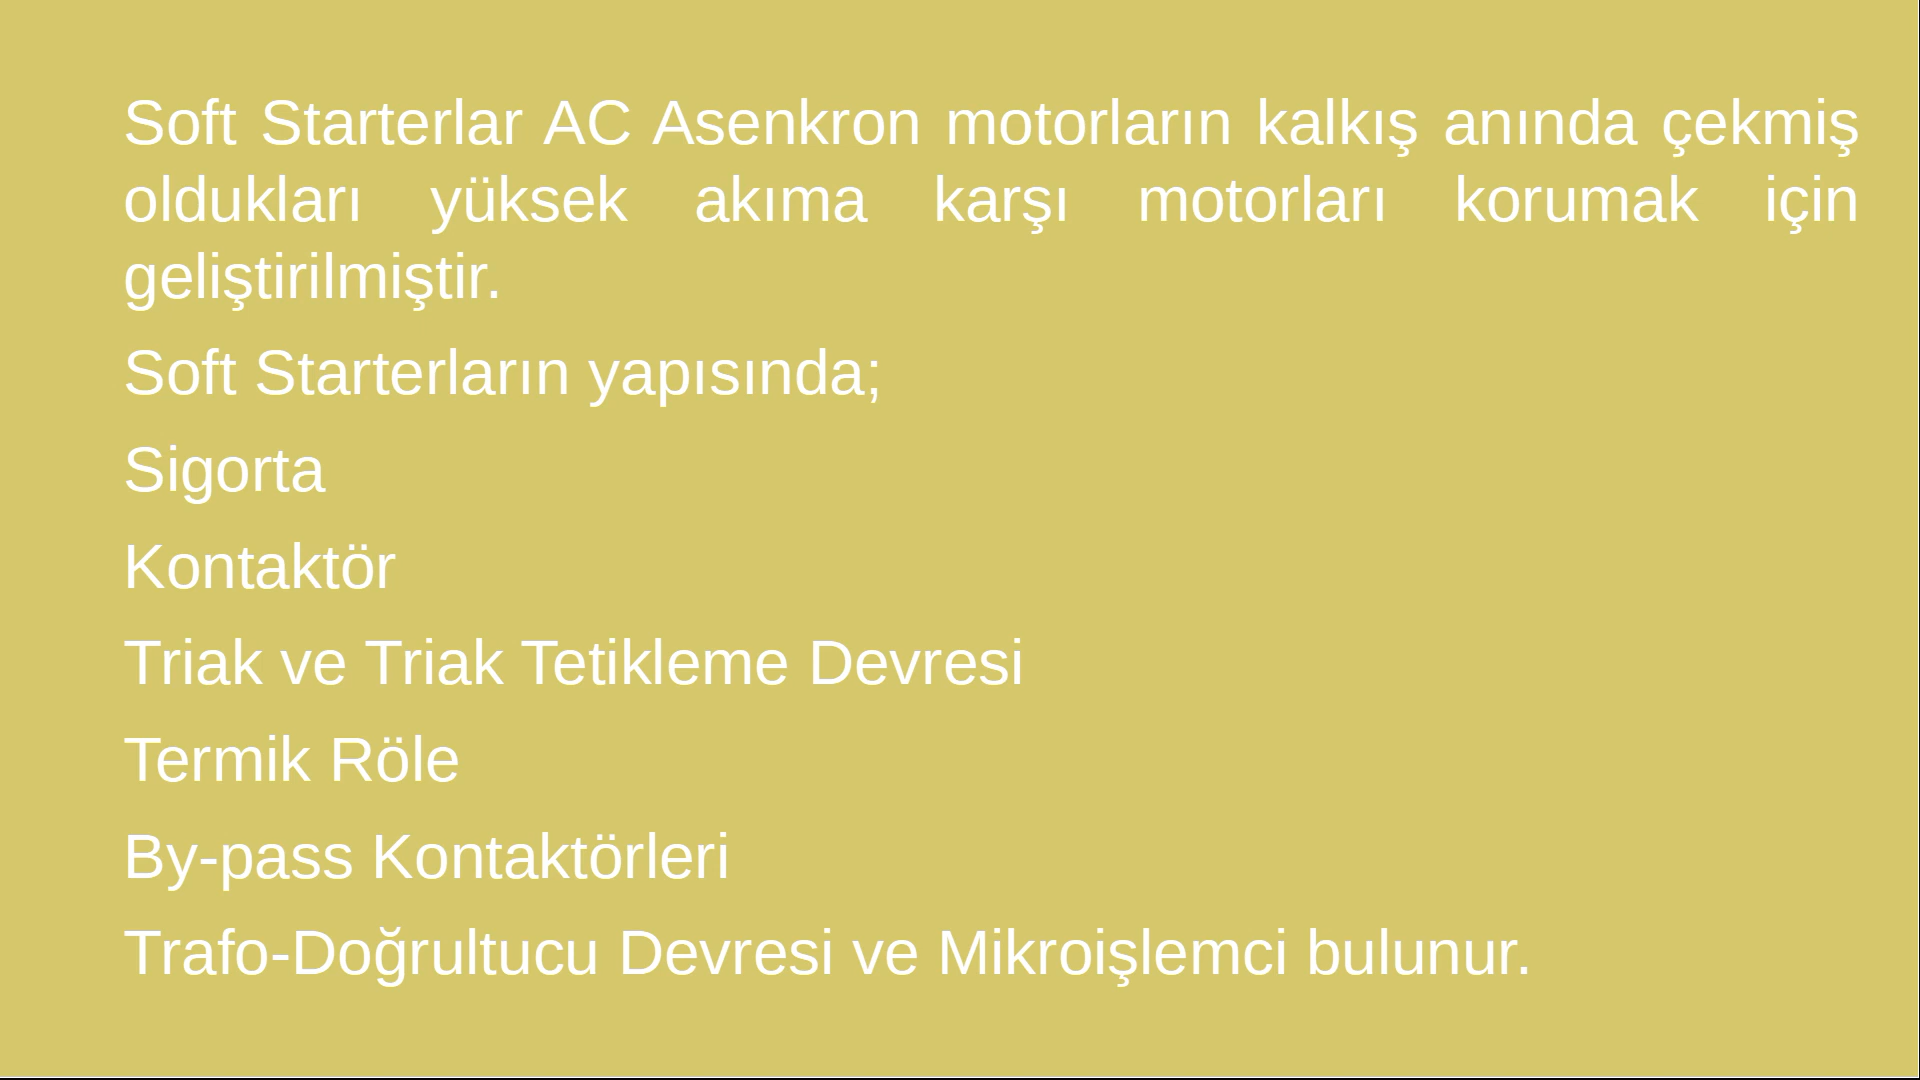 Soft Starterlar AC Asenkron motorların kalkış anında çekmiş
oldukları yüksek akıma karşı motorları korumak için
geliştirilmiştir.
Soft Starterların yapısında;
Sigorta
Kontaktör
Triak ve Triak Tetikleme Devresi
Termik Röle
By-pass Kontaktörleri
Trafo-Doğrultucu Devresi ve Mikroişlemci bulunur.